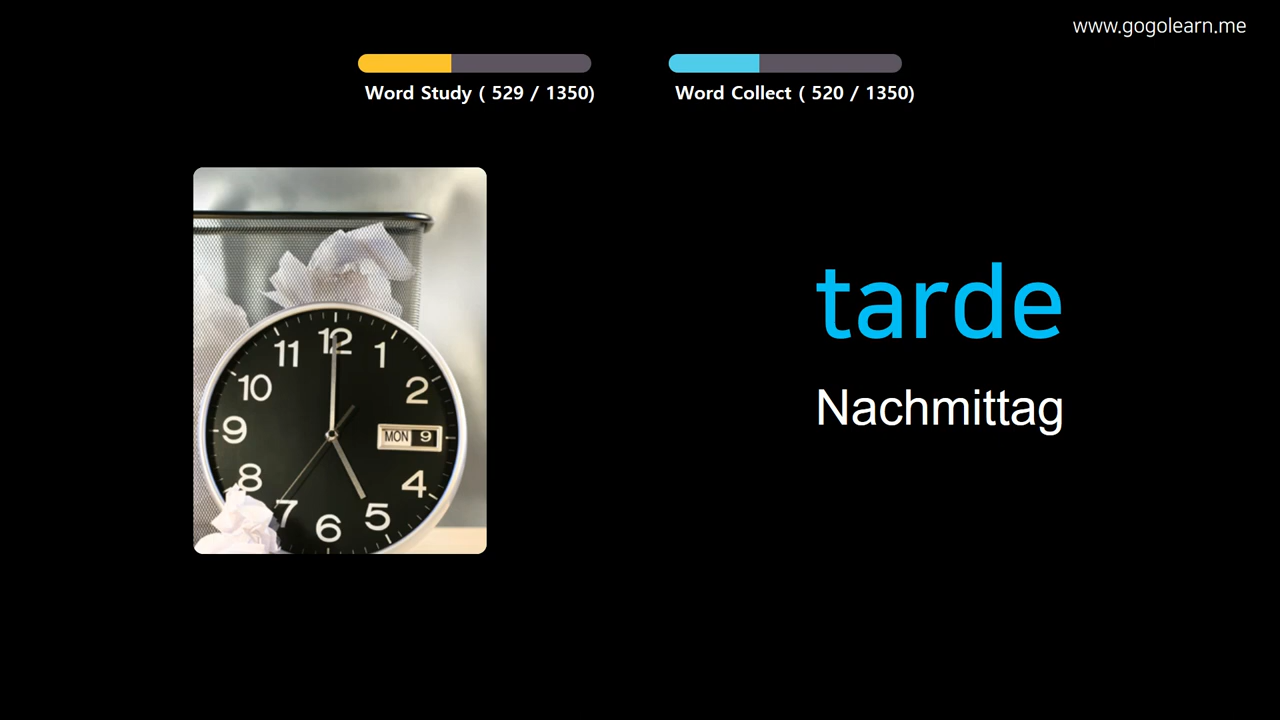 www.gogolearn.me
Word Study ( 529 / 1350)
Word Collect ( 520 / 1350)
tarde
Nachmittag
12
11
1
10
2
9
MON 9
8
4
7
5
6